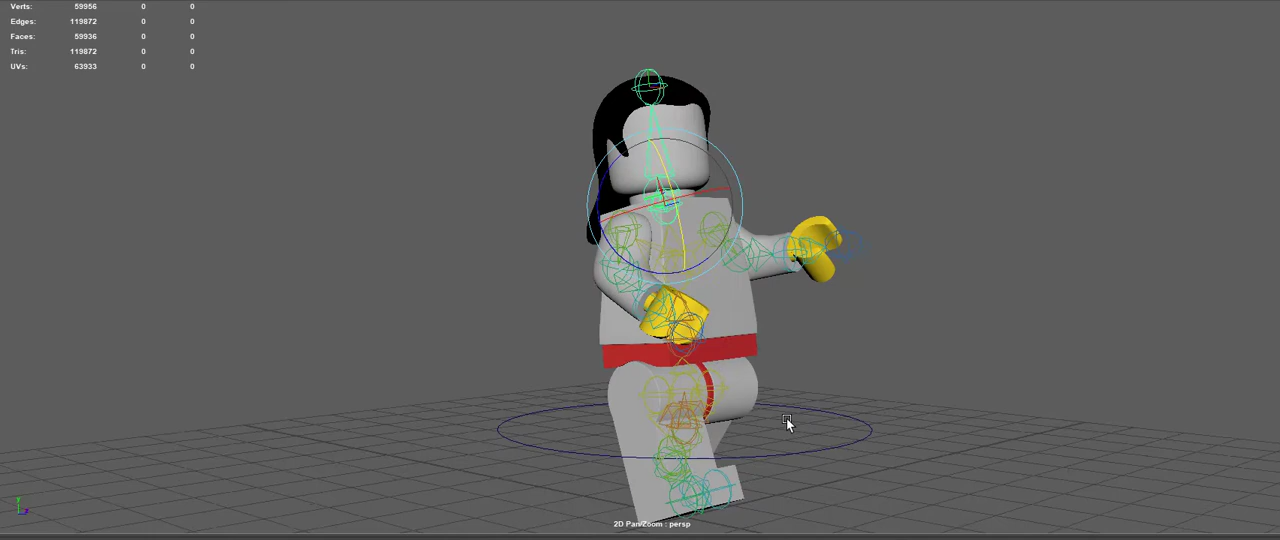 Verts: 59956 0 0
Edges: 119872 0 0
Faces: 59936 0 0
Tris: 119872 0 0
UVs: 63933 0 0
y
2D Pan/Zoom : persp